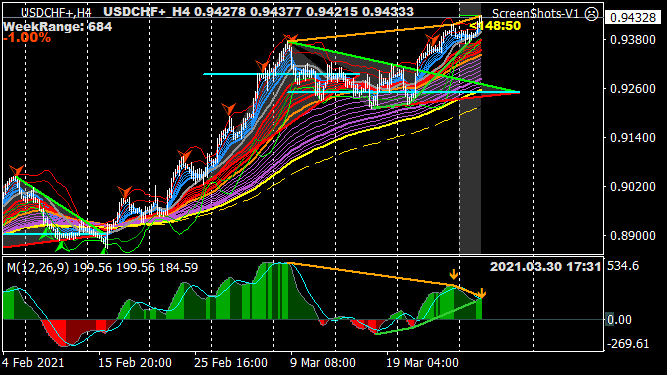 USDCHF+,H4 USDCHF+ H4 0.94278 0.94377 0.94215 0.94333 ScreenShots-V1
WeekRange: 684
-1.00%
<48:50
0.94328
0.93800
0.92600
0.91400
0.90200
0.89000
M(12,26,9) 199.56 199.56 184.59 2021.03.30 17:31
534.6
0.00
-269.61
4 Feb 2021 15 Feb 20:00 25 Feb 16:00 9 Mar 08:00 19 Mar 04:00